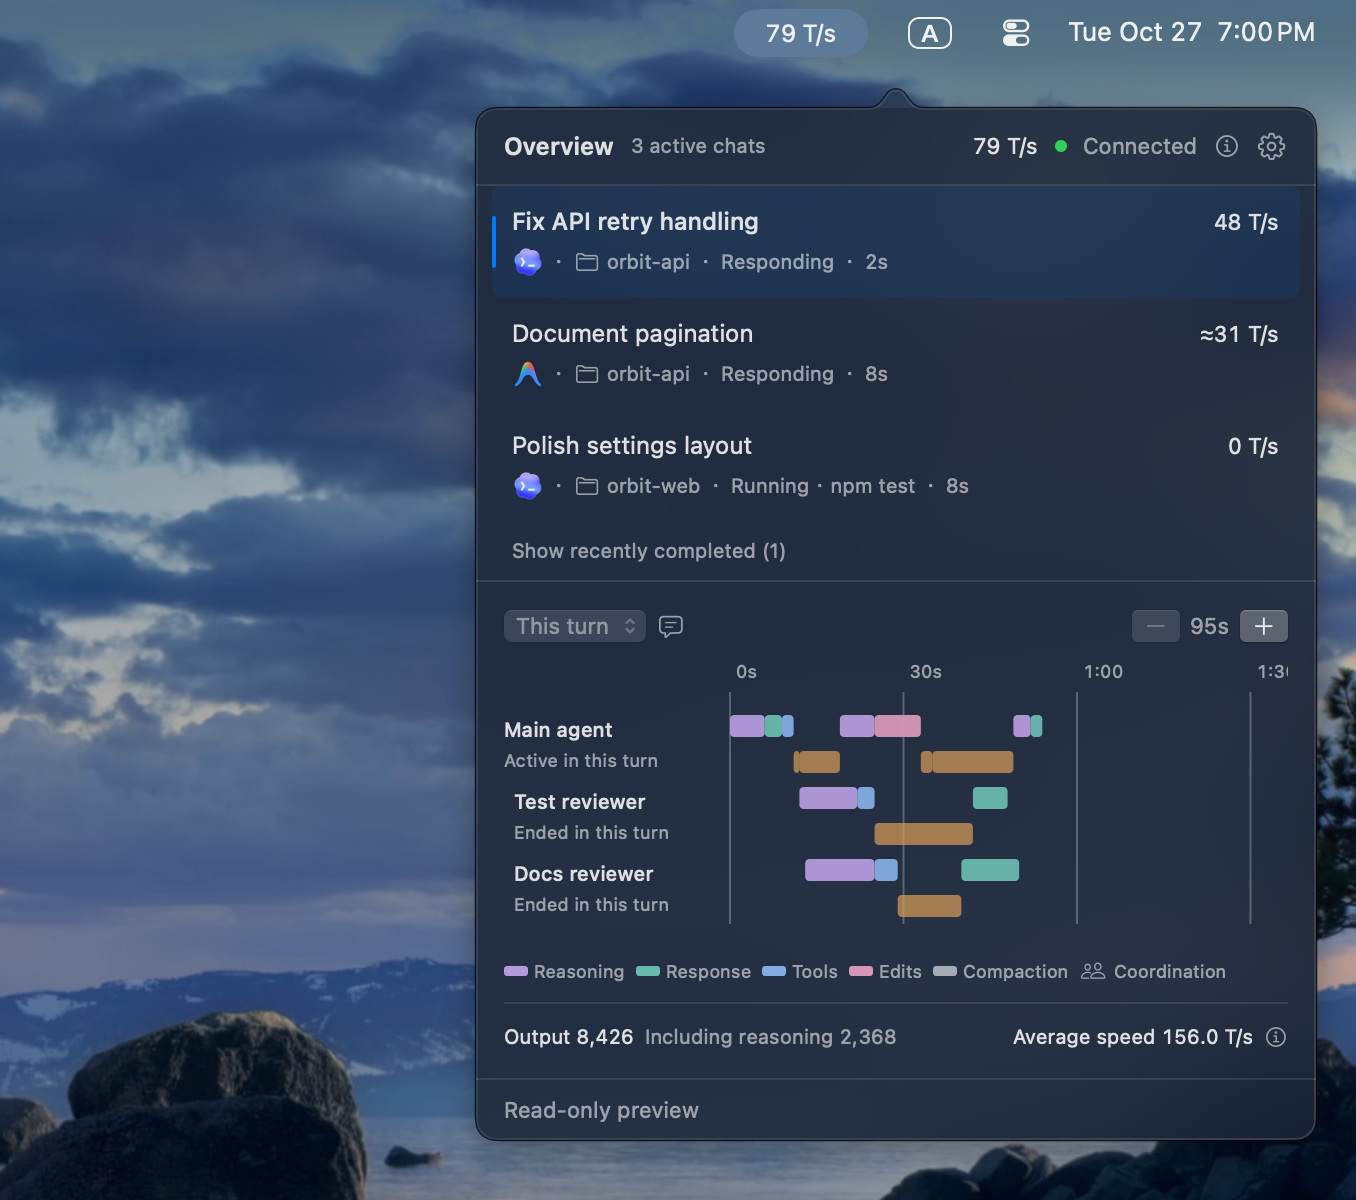 79 T/s A Tue Oct 27 7:00 PM
Overview 3 active chats 79 T/s Connected
Fix API retry handling 48 T/s
· orbit-api · Responding · 2s
Document pagination ≈31 T/s
· orbit-api · Responding · 8s
Polish settings layout 0 T/s
· orbit-web · Running · npm test · 8s
Show recently completed (1)
This turn − 95s +
0s 30s 1:00 1:3
Main agent
Active in this turn
Test reviewer
Ended in this turn
Docs reviewer
Ended in this turn
Reasoning Response Tools Edits Compaction Coordination
Output 8,426 Including reasoning 2,368 Average speed 156.0 T/s
Read-only preview